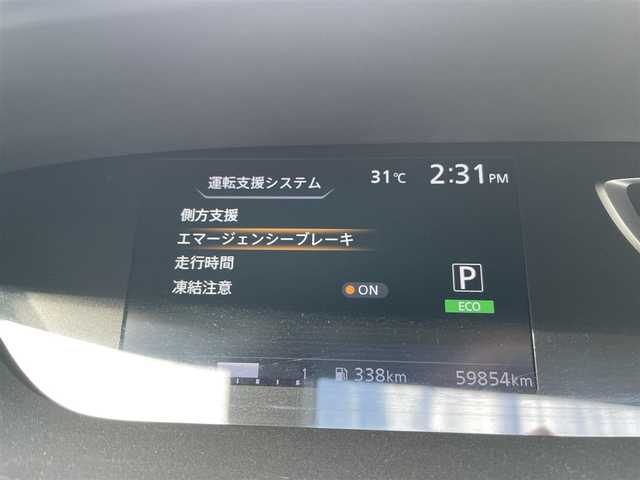 運転支援システム 31℃ 2:31PM
側方支援
エマージェンシーブレーキ
走行時間
凍結注意 ON
P
ECO
1 338km 59854km